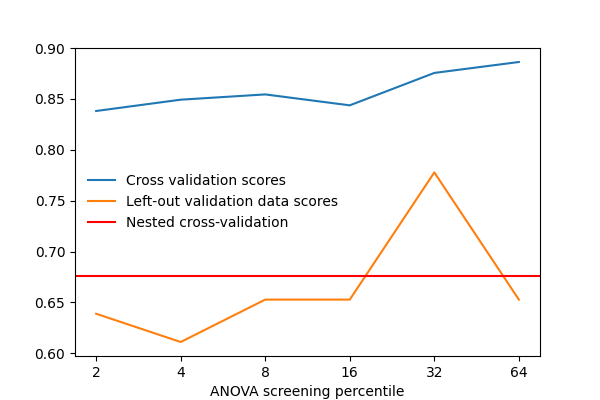 0.90
0.85
0.80
0.75
0.70
0.65
0.60
Cross validation scores
Left-out validation data scores
Nested cross-validation
2 4 8 16 32 64
ANOVA screening percentile